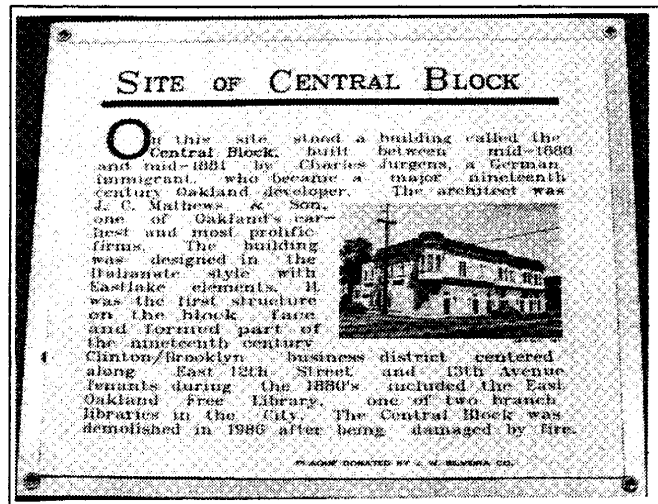 SITE OF CENTRAL BLOCK
On this site stood a building called the
Central Block, built between mid-1880
and mid-1881 by Charles Jurgens, a German
immigrant who became a major nineteenth
century Oakland developer. The architect was
J. C. Mathews & Son,
one of Oakland's ear-
liest and most prolific
firms. The building
was designed in the
Italianate style with
Eastlake elements. It
was the first structure
on the block face
and formed part of
the nineteenth century
Clinton/Brooklyn business district centered
along East 12th Street and 13th Avenue
Tenants during the 1880's included the East
Oakland Free Library, one of two branch
libraries in the City. The Central Block was
demolished in 1986 after being damaged by fire.
PLAQUE DONATED BY J. W. SILVEIRA CO.